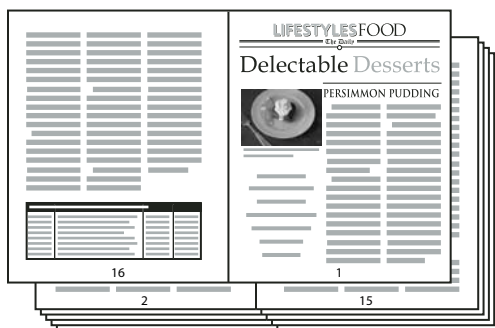 LIFESTYLESFOOD
The Daily
Delectable Desserts
PERSIMMON PUDDING
16
1
2
15